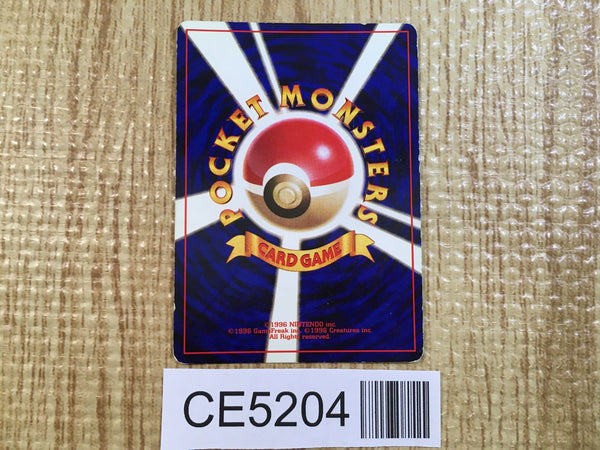 POCKET MONSTERS
CARD GAME
©1996 NINTENDO inc.
©1996 GameFreak inc. ©1996 Creatures inc.
All Rights reserved.
CE5204